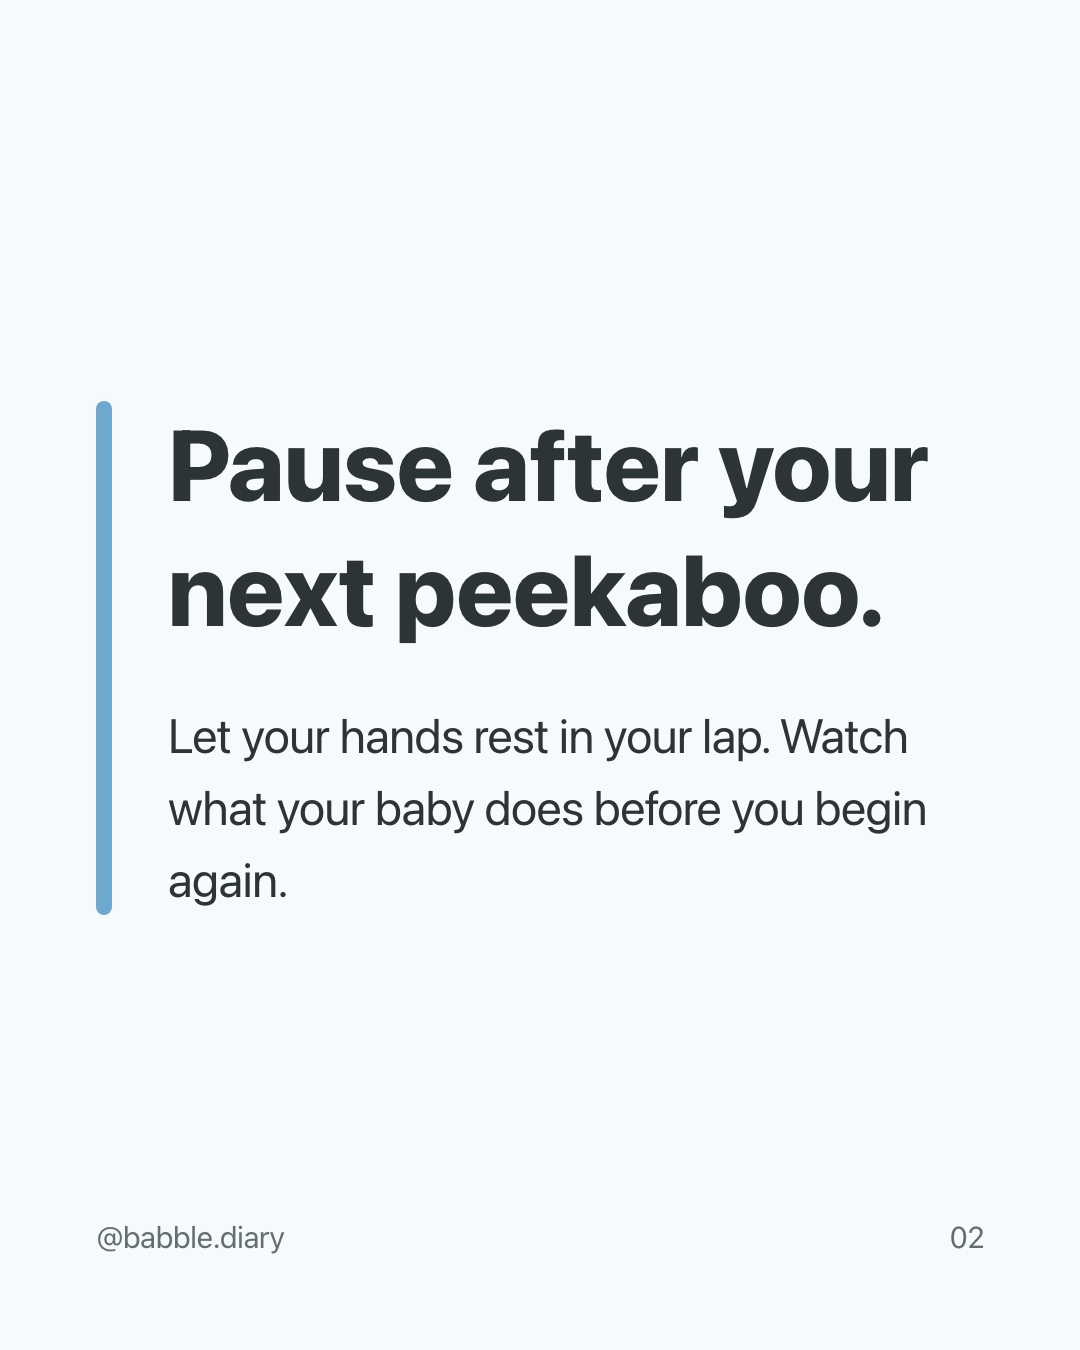 Pause after your
next peekaboo.
Let your hands rest in your lap. Watch
what your baby does before you begin
again.
@babble.diary
02